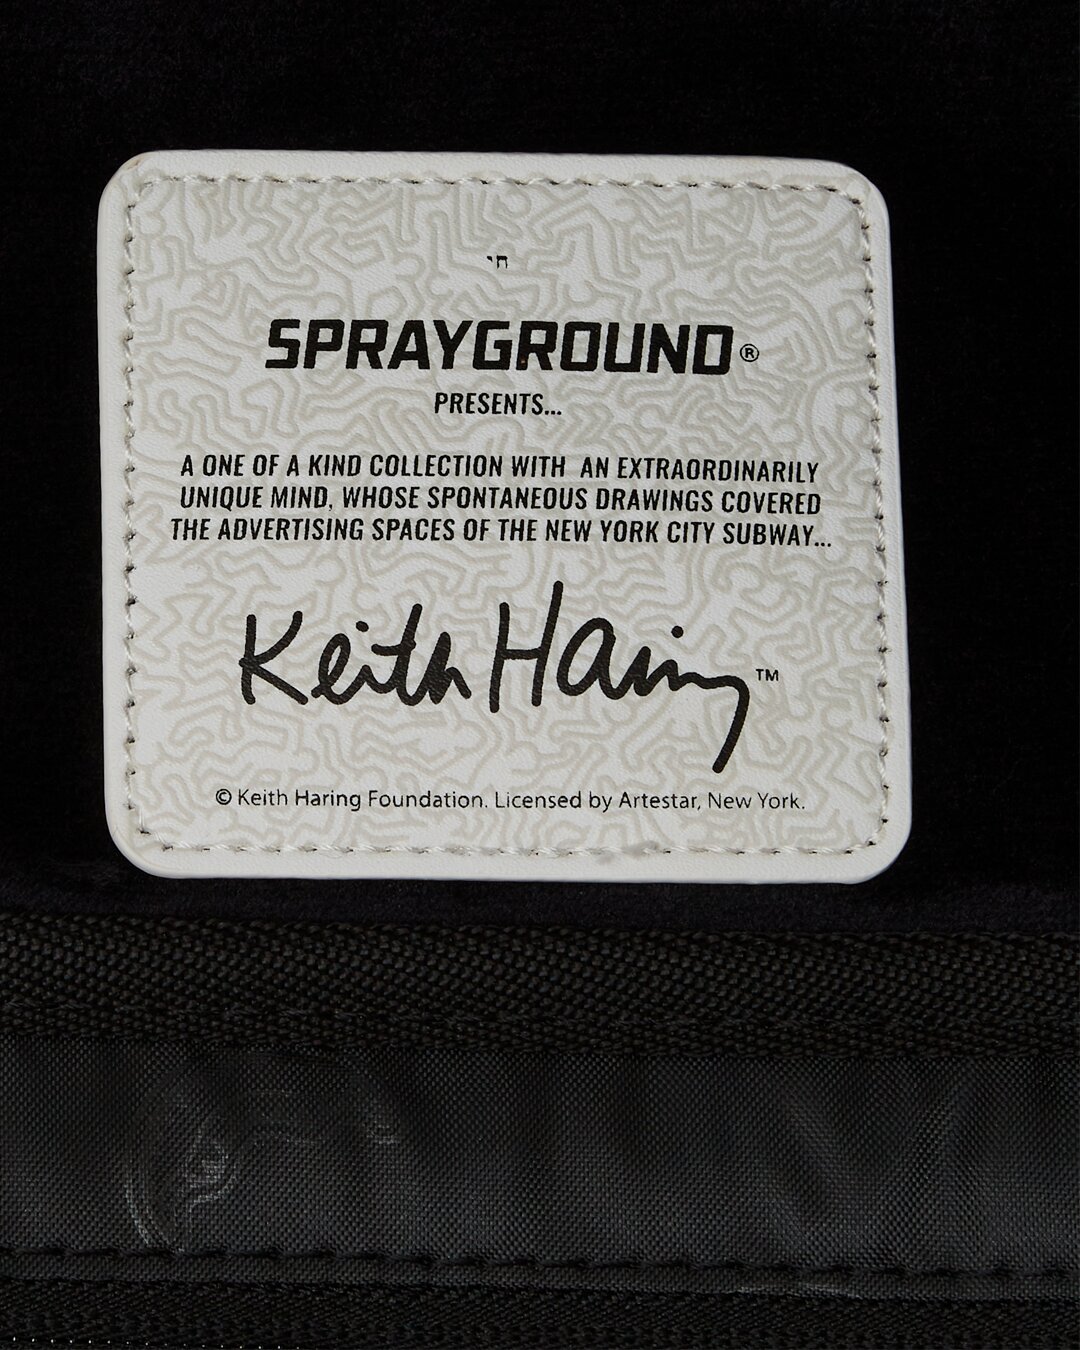 חי
SPRAYGROUND®
PRESENTS...
A ONE OF A KIND COLLECTION WITH AN EXTRAORDINARILY
UNIQUE MIND, WHOSE SPONTANEOUS DRAWINGS COVERED
THE ADVERTISING SPACES OF THE NEW YORK CITY SUBWAY...
Keith Haring™
© Keith Haring Foundation. Licensed by Artestar, New York.